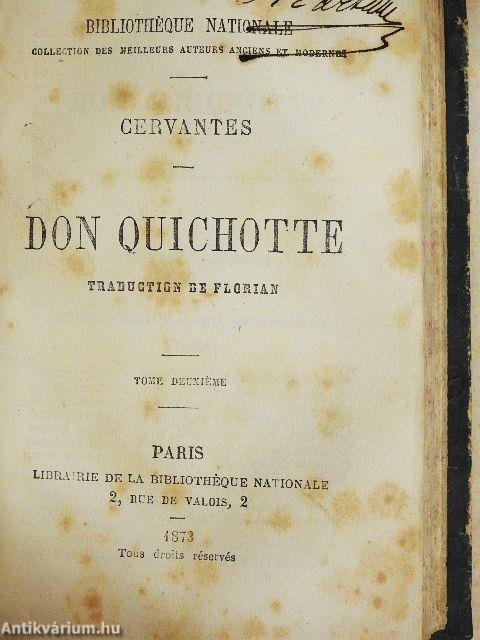 BIBLIOTHÈQUE NATIONALE
COLLECTION DES MEILLEURS AUTEURS ANCIENS ET MODERNES
CERVANTES
DON QUICHOTTE
TRADUCTION DE FLORIAN
TOME DEUXIÈME
PARIS
LIBRAIRIE DE LA BIBLIOTHÈQUE NATIONALE
2, RUE DE VALOIS, 2
1873
Tous droits réservés
Antikvárium.hu